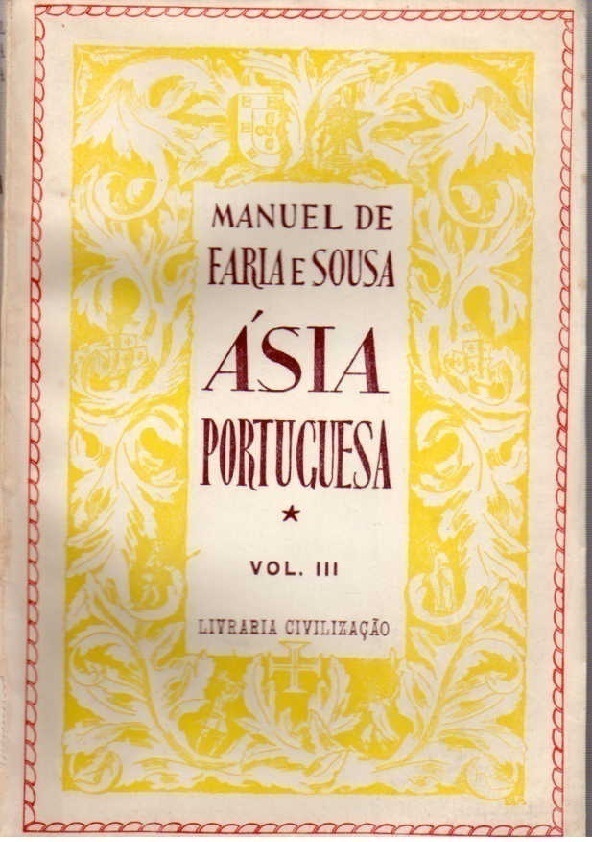 MANUEL DE
FARIA E SOUSA
ÁSIA
PORTUGUESA
VOL. III
LIVRARIA CIVILIZAÇÃO